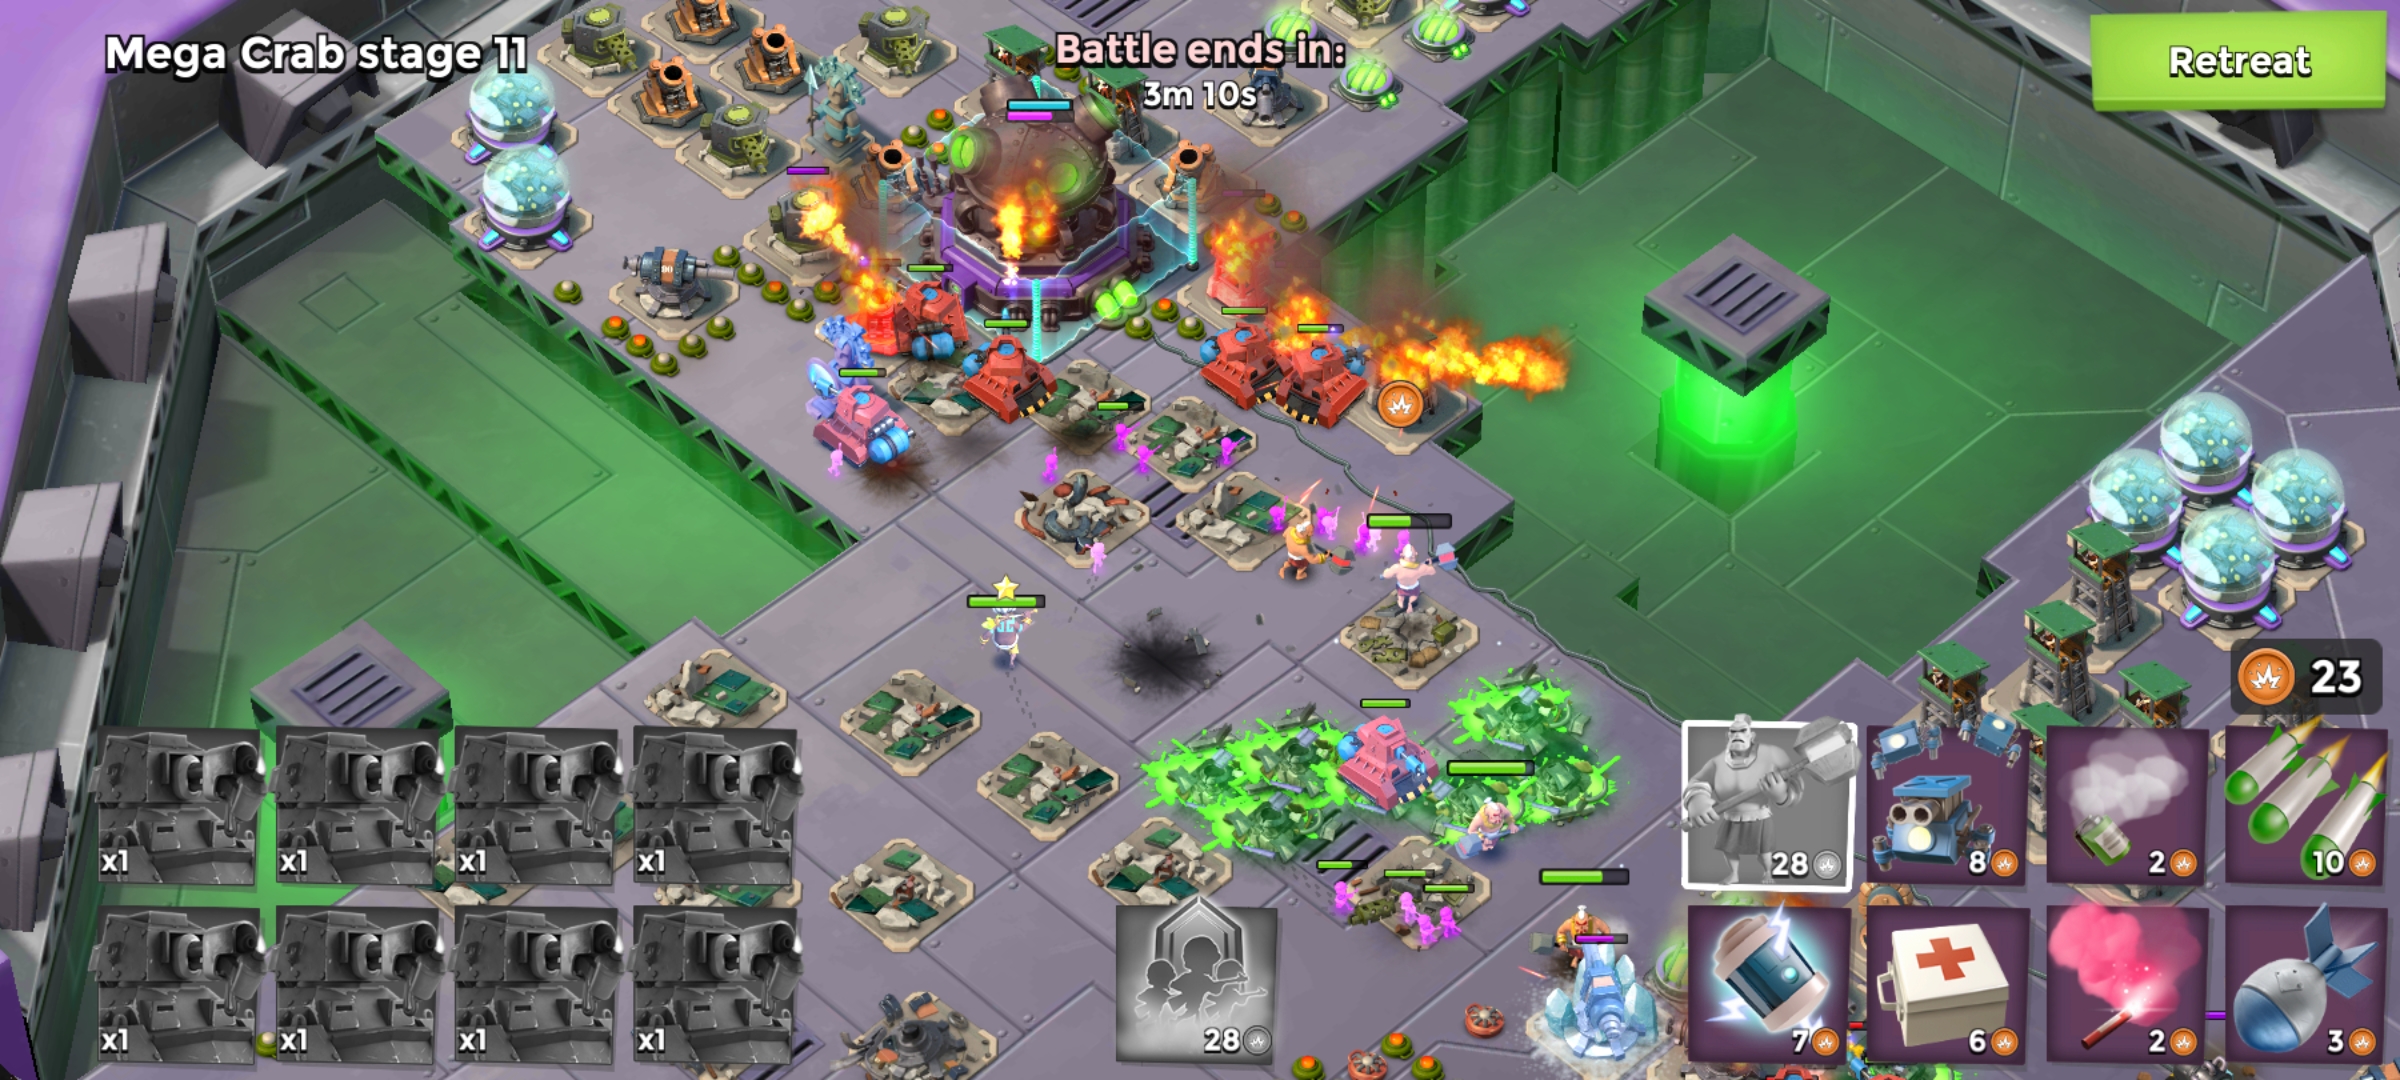 Mega Crab stage 11
Battle ends in:
3m 10s
Retreat
23
x1
x1
x1
x1
28
8
2
10
x1
x1
x1
x1
28
7
6
2
3